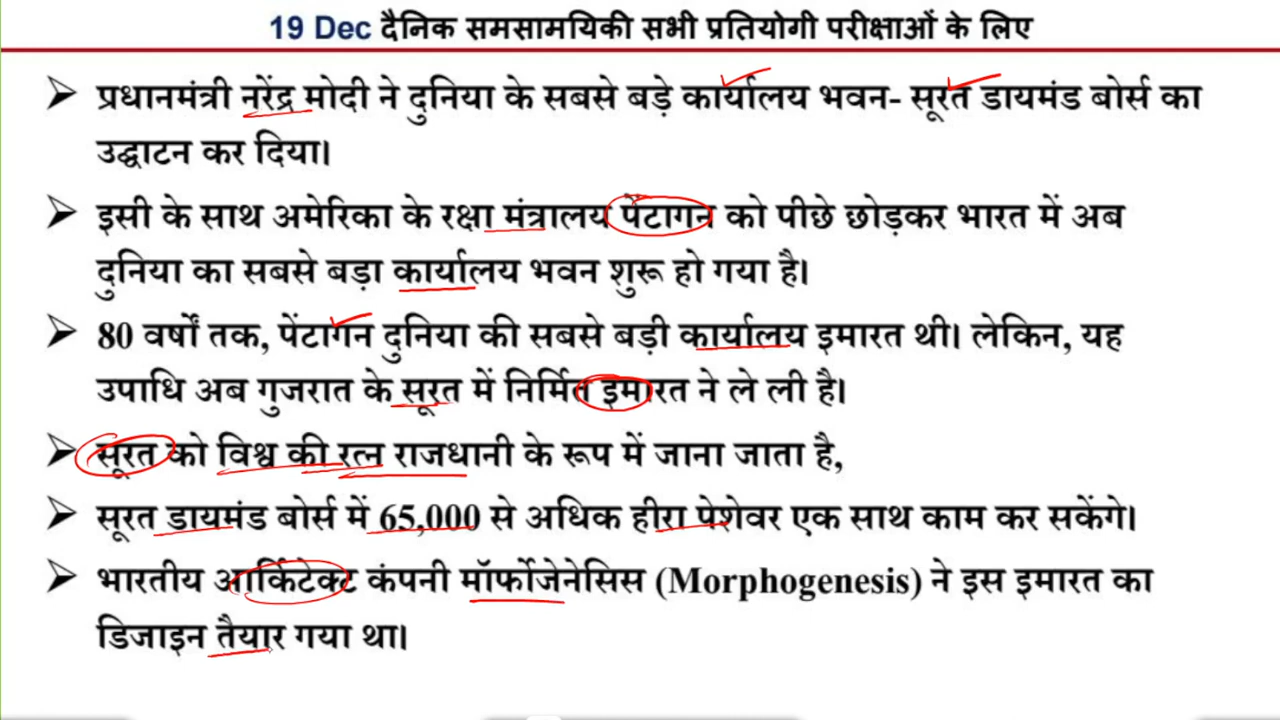 19 Dec दैनिक समसामयिकी सभी प्रतियोगी परीक्षाओं के लिए
➢ प्रधानमंत्री नरेंद्र मोदी ने दुनिया के सबसे बड़े कार्यालय भवन- सूरत डायमंड बोर्स का
उद्घाटन कर दिया।
➢ इसी के साथ अमेरिका के रक्षा मंत्रालय पेंटागन को पीछे छोड़कर भारत में अब
दुनिया का सबसे बड़ा कार्यालय भवन शुरू हो गया है।
➢ 80 वर्षों तक, पेंटागन दुनिया की सबसे बड़ी कार्यालय इमारत थी। लेकिन, यह
उपाधि अब गुजरात के सूरत में निर्मित इमारत ने ले ली है।
➢ सूरत को विश्व की रत्न राजधानी के रूप में जाना जाता है,
➢ सूरत डायमंड बोर्स में 65,000 से अधिक हीरा पेशेवर एक साथ काम कर सकेंगे।
➢ भारतीय आर्किटेक्ट कंपनी मॉर्फोजेनेसिस (Morphogenesis) ने इस इमारत का
डिजाइन तैयार गया था।